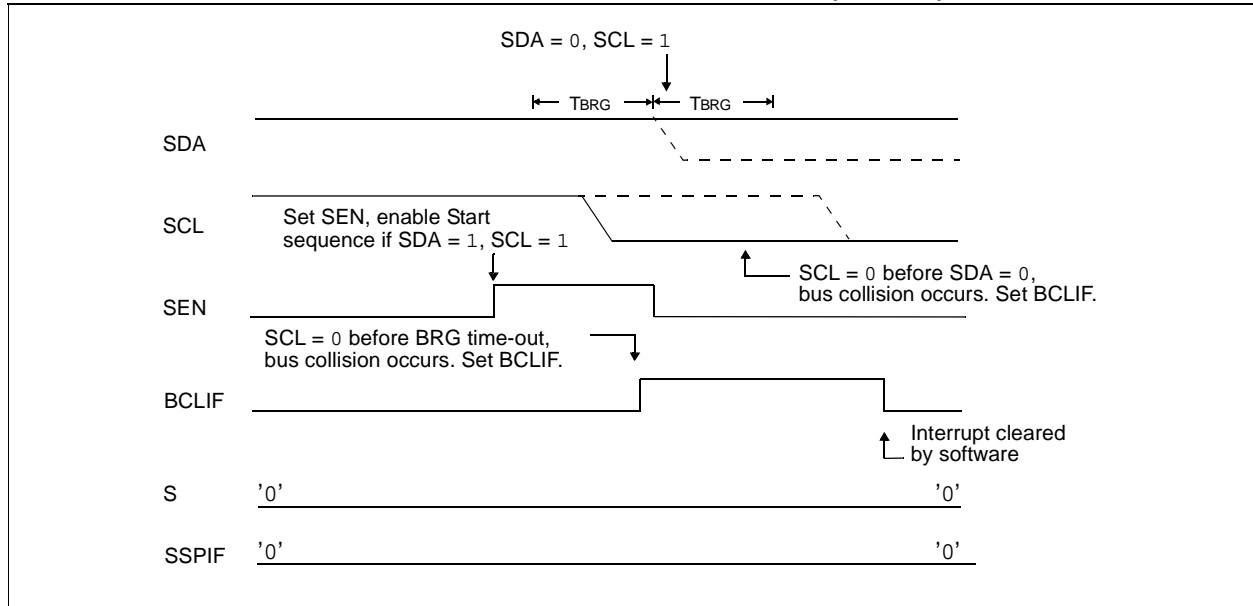 SDA = 0, SCL = 1
TBRG TBRG
SDA
SCL
Set SEN, enable Start
sequence if SDA = 1, SCL = 1
SCL = 0 before SDA = 0,
bus collision occurs. Set BCLIF.
SEN
SCL = 0 before BRG time-out,
bus collision occurs. Set BCLIF.
BCLIF
Interrupt cleared
by software
S '0' '0'
SSPIF '0' '0'